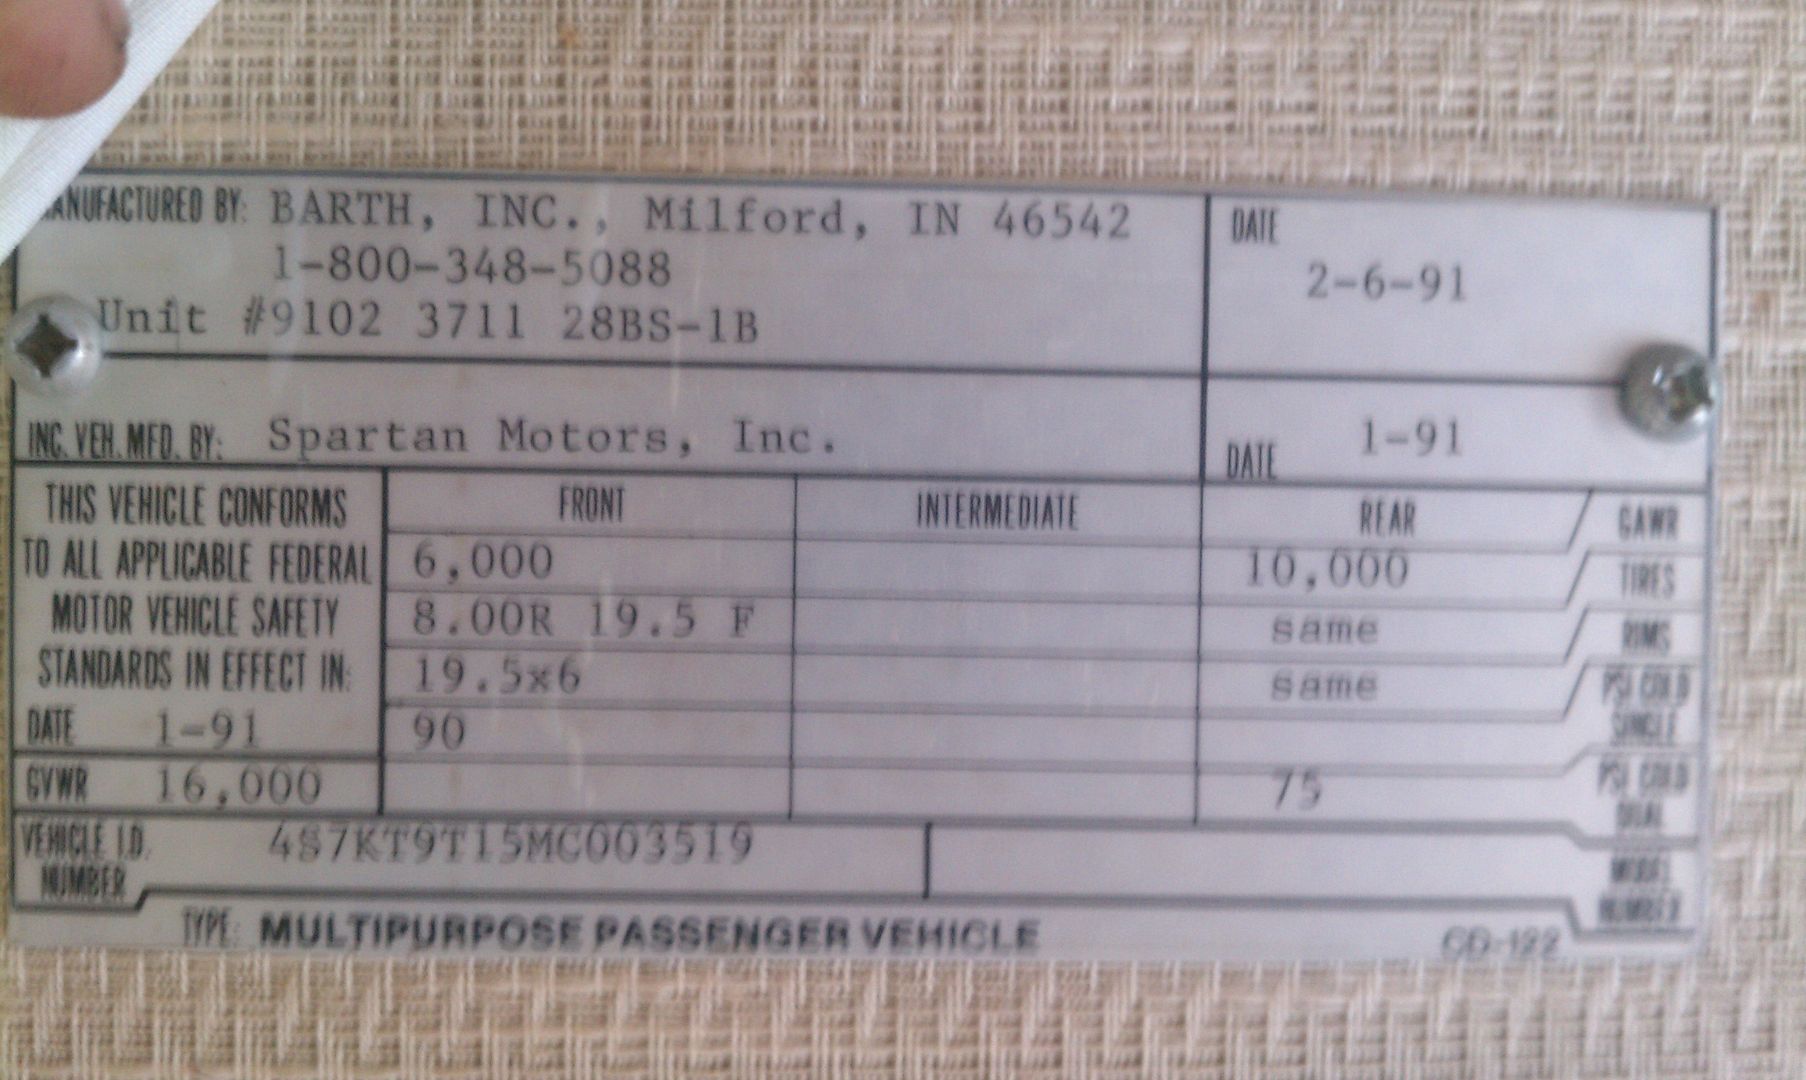 MANUFACTURED BY: BARTH, INC., Milford, IN 46542
1-800-348-5088
Unit #9102 3711 28BS-1B
DATE
2-6-91
INC. VEH. MFD. BY: Spartan Motors, Inc.
DATE 1-91
THIS VEHICLE CONFORMS
TO ALL APPLICABLE FEDERAL
MOTOR VEHICLE SAFETY
STANDARDS IN EFFECT IN:
DATE 1-91
GVWR 16,000
FRONT INTERMEDIATE REAR GAWR
6,000 10,000 TIRES
8.00R 19.5 F same RIMS
19.5x6 same PSI COLD SINGLE
90
75 PSI COLD DUAL
VEHICLE I.D. NUMBER 4S7KT9T15MC003519
MODEL NUMBER
TYPE: MULTIPURPOSE PASSENGER VEHICLE CD-122